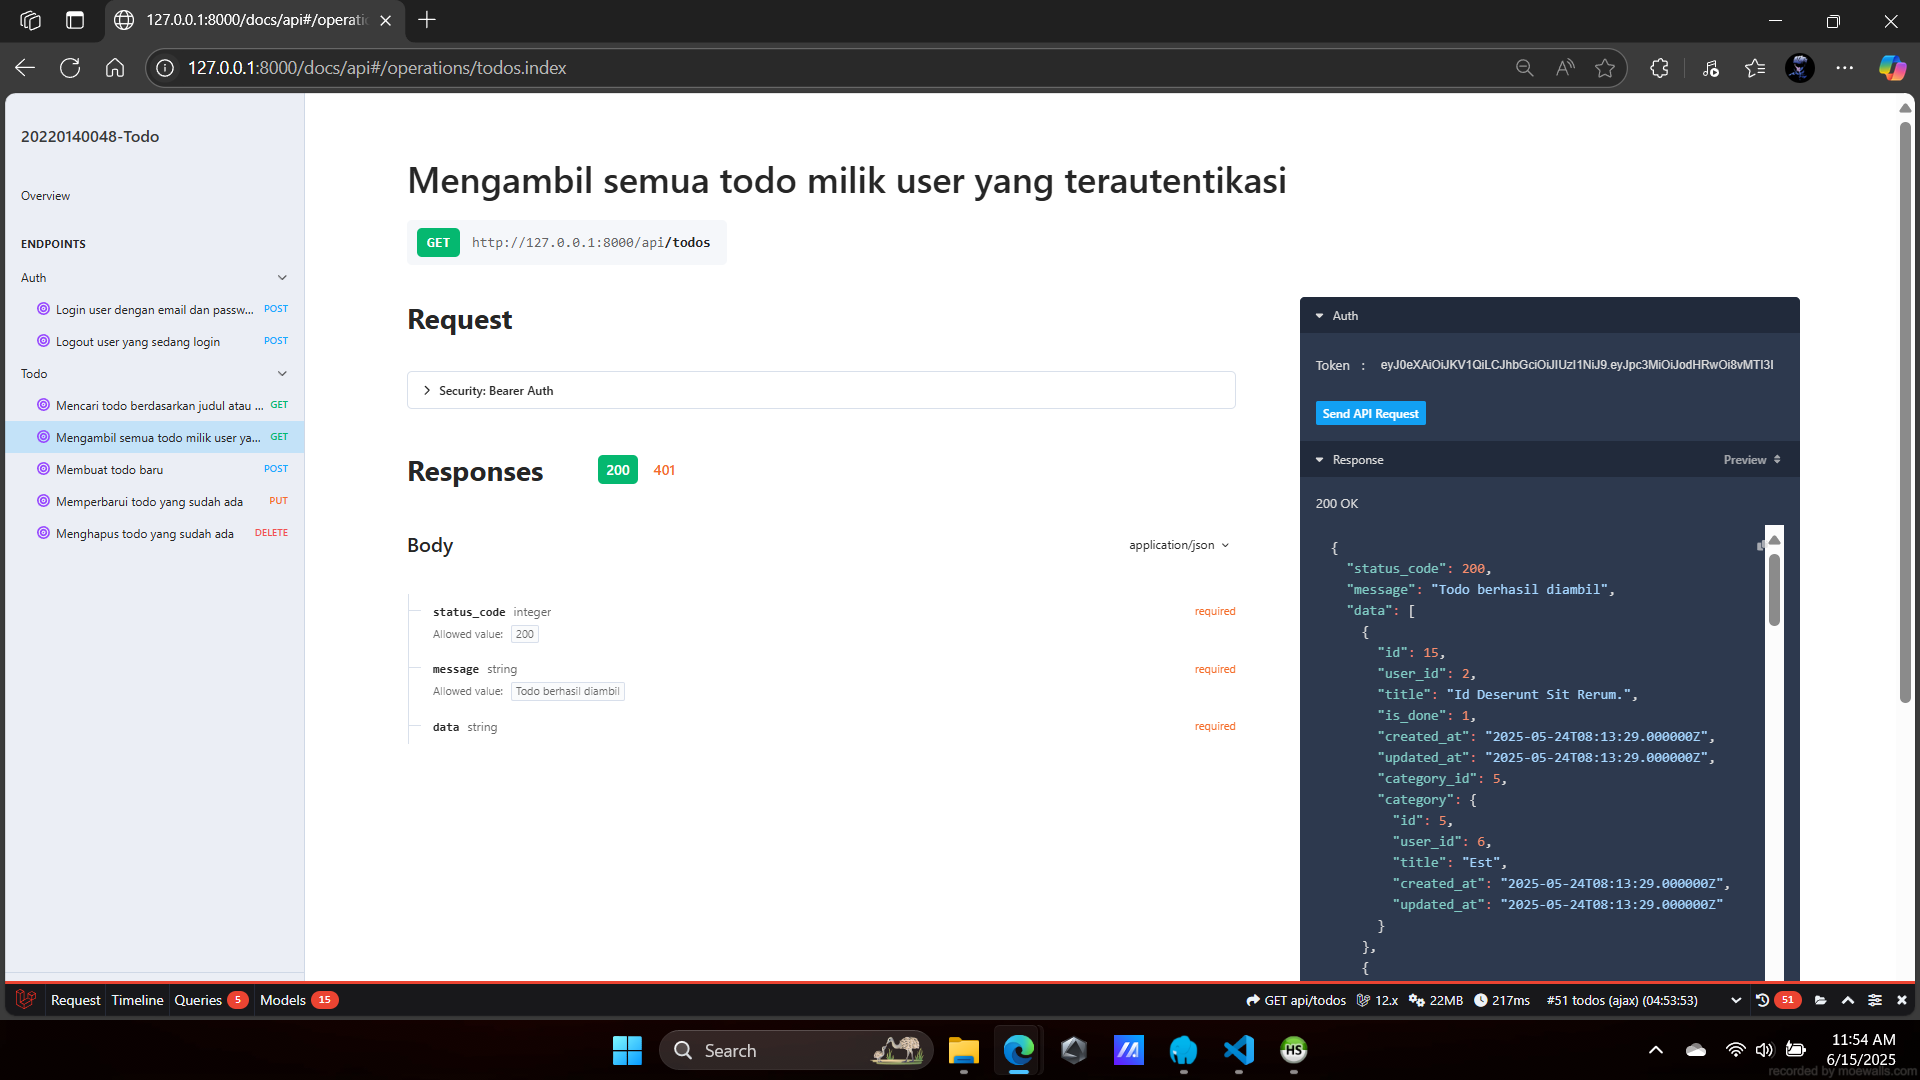 127.0.0.1:8000/docs/api#/operati
127.0.0.1:8000/docs/api#/operations/todos.index
20220140048-Todo
Overview
ENDPOINTS
Auth
Login user dengan email dan passw... POST
Logout user yang sedang login POST
Todo
Mencari todo berdasarkan judul atau ... GET
Mengambil semua todo milik user ya... GET
Membuat todo baru POST
Memperbarui todo yang sudah ada PUT
Menghapus todo yang sudah ada DELETE
Mengambil semua todo milik user yang terautentikasi
GET http://127.0.0.1:8000/api/todos
Request
Security: Bearer Auth
Responses 200 401
Body application/json
status_code integer required
Allowed value: 200
message string required
Allowed value: Todo berhasil diambil
data string required
Auth
Token : eyJ0eXAiOiJKV1QiLCJhbGciOiJIUzI1NiJ9.eyJpc3MiOiJodHRwOi8vMTI3I
Send API Request
Response Preview
200 OK
{
"status_code": 200,
"message": "Todo berhasil diambil",
"data": [
{
"id": 15,
"user_id": 2,
"title": "Id Deserunt Sit Rerum.",
"is_done": 1,
"created_at": "2025-05-24T08:13:29.000000Z",
"updated_at": "2025-05-24T08:13:29.000000Z",
"category_id": 5,
"category": {
"id": 5,
"user_id": 6,
"title": "Est",
"created_at": "2025-05-24T08:13:29.000000Z",
"updated_at": "2025-05-24T08:13:29.000000Z"
}
},
{
Request Timeline Queries 5 Models 15 GET api/todos 12.x 22MB 217ms #51 todos (ajax) (04:53:53) 51
Search
HS
11:54 AM
6/15/2025
recorded by moewalls.com